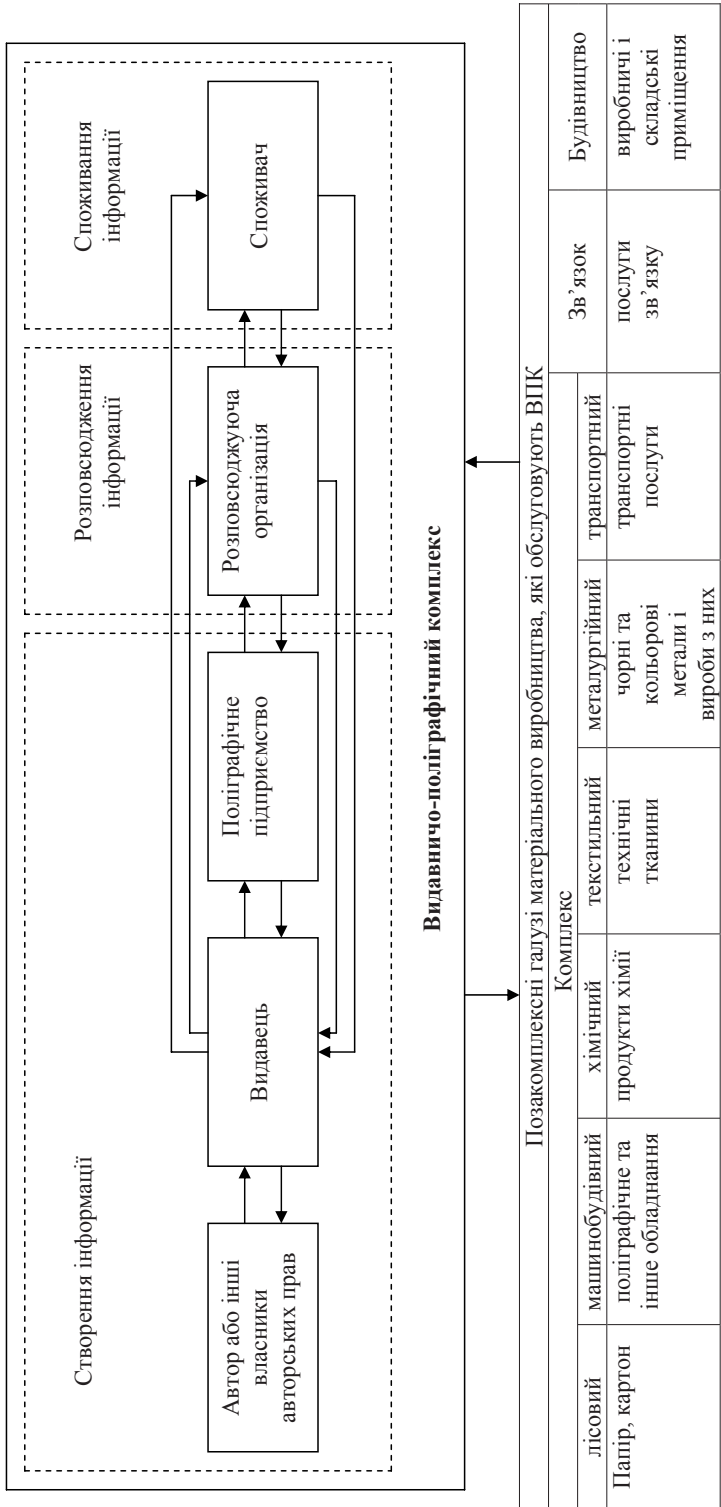 Створення інформації
Розповсюдження
інформації
Споживання
інформації
Автор або інші
власники
авторських прав
Видавець
Поліграфічне
підприємство
Розповсюджуюча
організація
Споживач
Видавничо-поліграфічний комплекс
Позакомплексні галузі матеріального виробництва, які обслуговують ВПК
Комплекс
Зв’язок
Будівництво
лісовий
машинобудівний
хімічний
текстильний
металургійний
транспортний
Папір, картон
поліграфічне та
інше обладнання
продукти хімії
технічні
тканини
чорні та
кольорові
метали і
вироби з них
транспортні
послуги
послуги
зв’язку
виробничі і
складські
приміщення